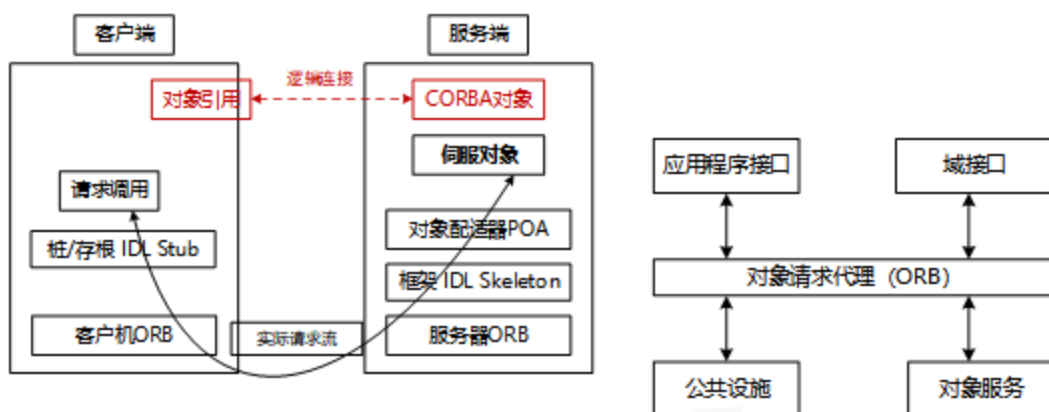 客户端
服务端
对象引用
逻辑连接
CORBA对象
伺服对象
请求调用
桩/存根 IDL Stub
对象配适器POA
框架 IDL Skeleton
客户机ORB
实际请求流
服务器ORB
应用程序接口
域接口
对象请求代理（ORB）
公共设施
对象服务